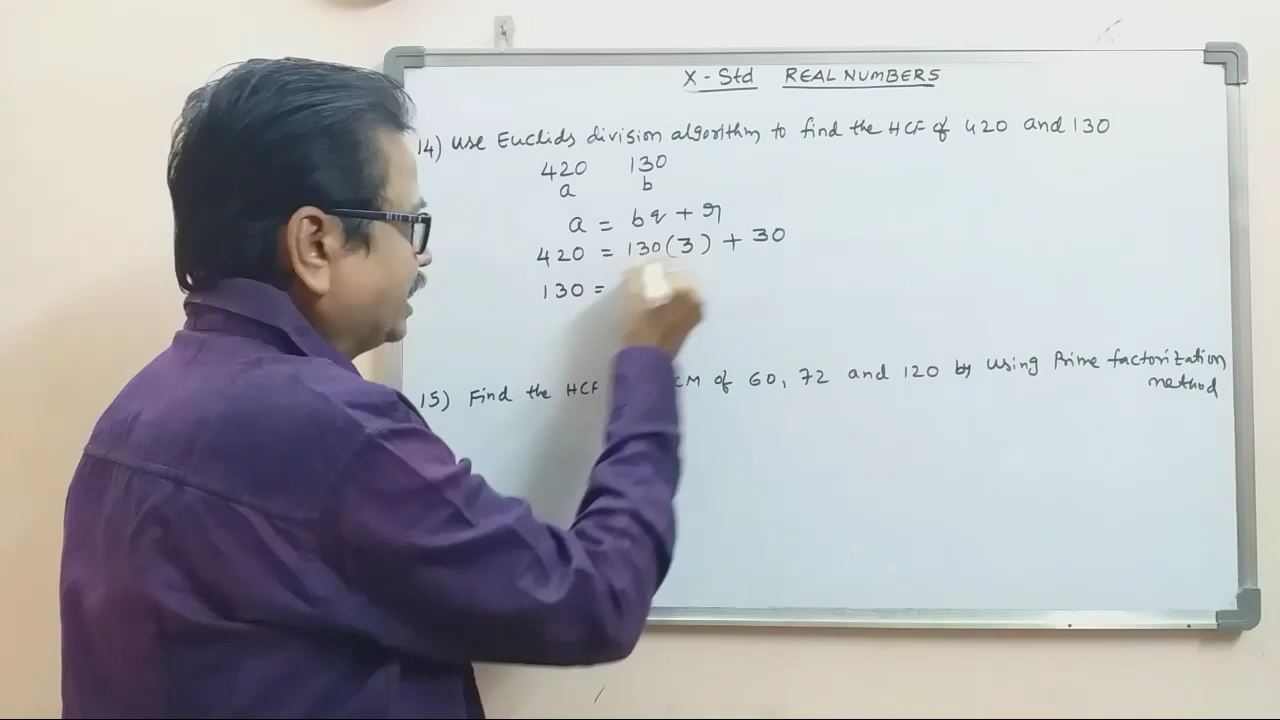 X - Std REAL NUMBERS
14) Use Euclids division algorithm to find the HCF of 420 and 130
420 130
a b
a = bq + r
420 = 130(3) + 30
130 =
15) Find the HCF CM of 60, 72 and 120 by using Prime factorization
method